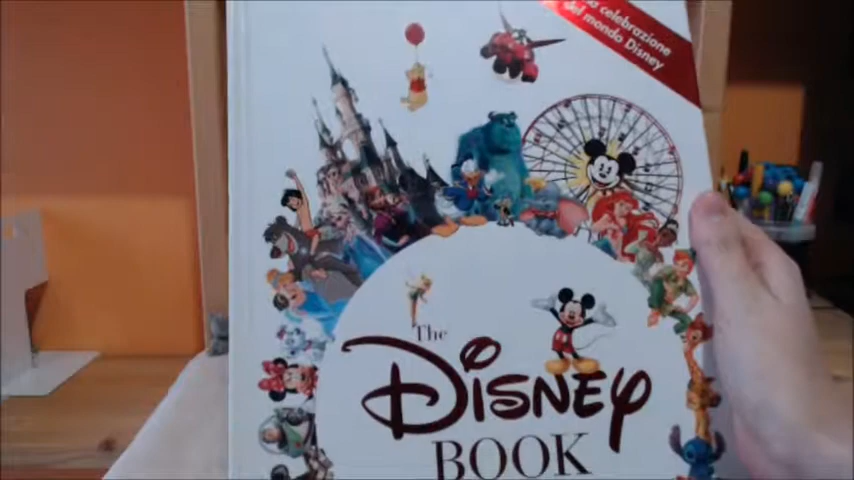 celebrazione
del mondo Disney
The
Disney
Book